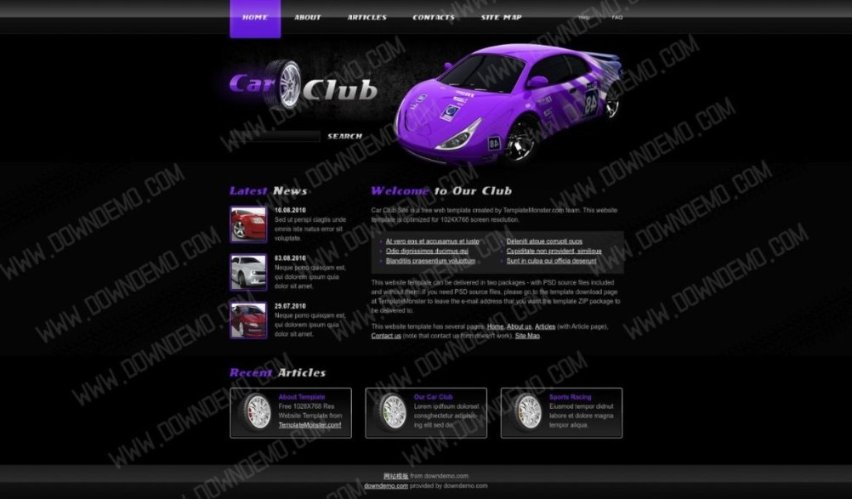 HOME ABOUT ARTICLES CONTACTS SITE MAP Help FAQ
Car Club
SEARCH
Latest News
16.08.2010
Sed ut perspi ciagtis unde
omnis iste natus error sit
voluptate.
03.08.2010
Neque porro quisqam est,
qui dolorem ipsum quia
dolor sit amet.
25.07.2010
Neque porro quisqam est,
qui dolorem ipsum quia
dolor sit amet.
Welcome to Our Club
Car Club Site is a free web template created by TemplateMonster.com team. This website
template is optimized for 1024X768 screen resolution.
At vero eos et accusamus et iusto
Odio dignissimos ducimus qui
Blanditiis praesentium voluptatum
Deleniti atque corrupti quos
Cupiditate non provident, similique
Sunt in culpa qui officia deserunt
This website template can be delivered in two packages - with PSD source files included
and without them. If you need PSD source files, please go to the template download page
at TemplateMonster to leave the e-mail address that you want the template ZIP package to
be delivered to.
This website template has several pages: Home, About us, Articles (with Article page),
Contact us (note that contact us form doesn't work), Site Map.
Recent Articles
About Template
Free 1028X768 Res
Website Template from
TemplateMonster.com!
Our Car Club
Lorem ipdfsum dolorsel
consghectetur adipisc-
ing elit sed do.
Sports Racing
Eiusmod tempor didnut
labore et dolore magna
tempor aliqua.
网站模板 from downdemo.com
downdemo.com provided by downdemo.com
WWW.DOWNDEMO.COM